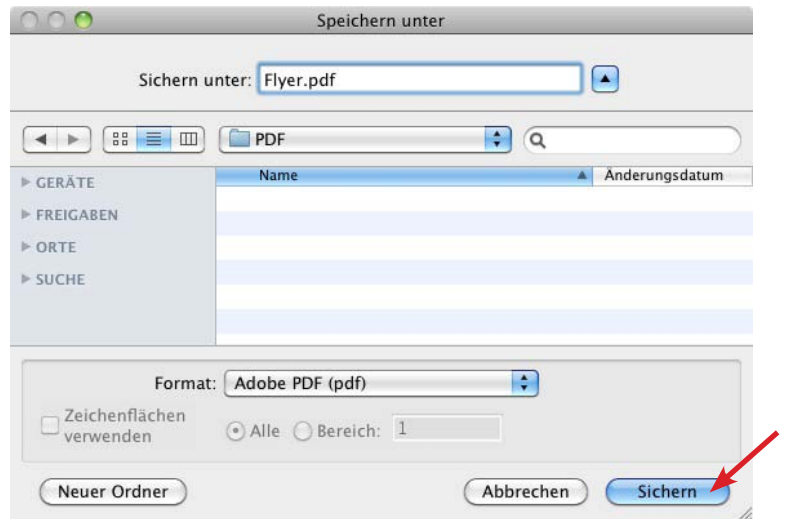 Speichern unter
Sichern unter: Flyer.pdf
PDF
GERÄTE
FREIGABEN
ORTE
SUCHE
Name Änderungsdatum
Format: Adobe PDF (pdf)
Zeichenflächen
verwenden
Alle Bereich: 1
Neuer Ordner Abbrechen Sichern